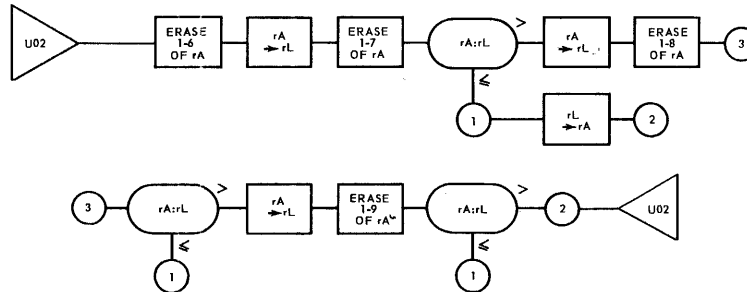 U02
ERASE
1-6
OF rA
rA
→ rL
ERASE
1-7
OF rA
rA:rL
>
≤
rA
→ rL
ERASE
1-8
OF rA
3
1
rL
→ rA
2
3
rA:rL
>
≤
1
rA
→ rL
ERASE
1-9
OF rA
rA:rL
>
≤
1
2
U02